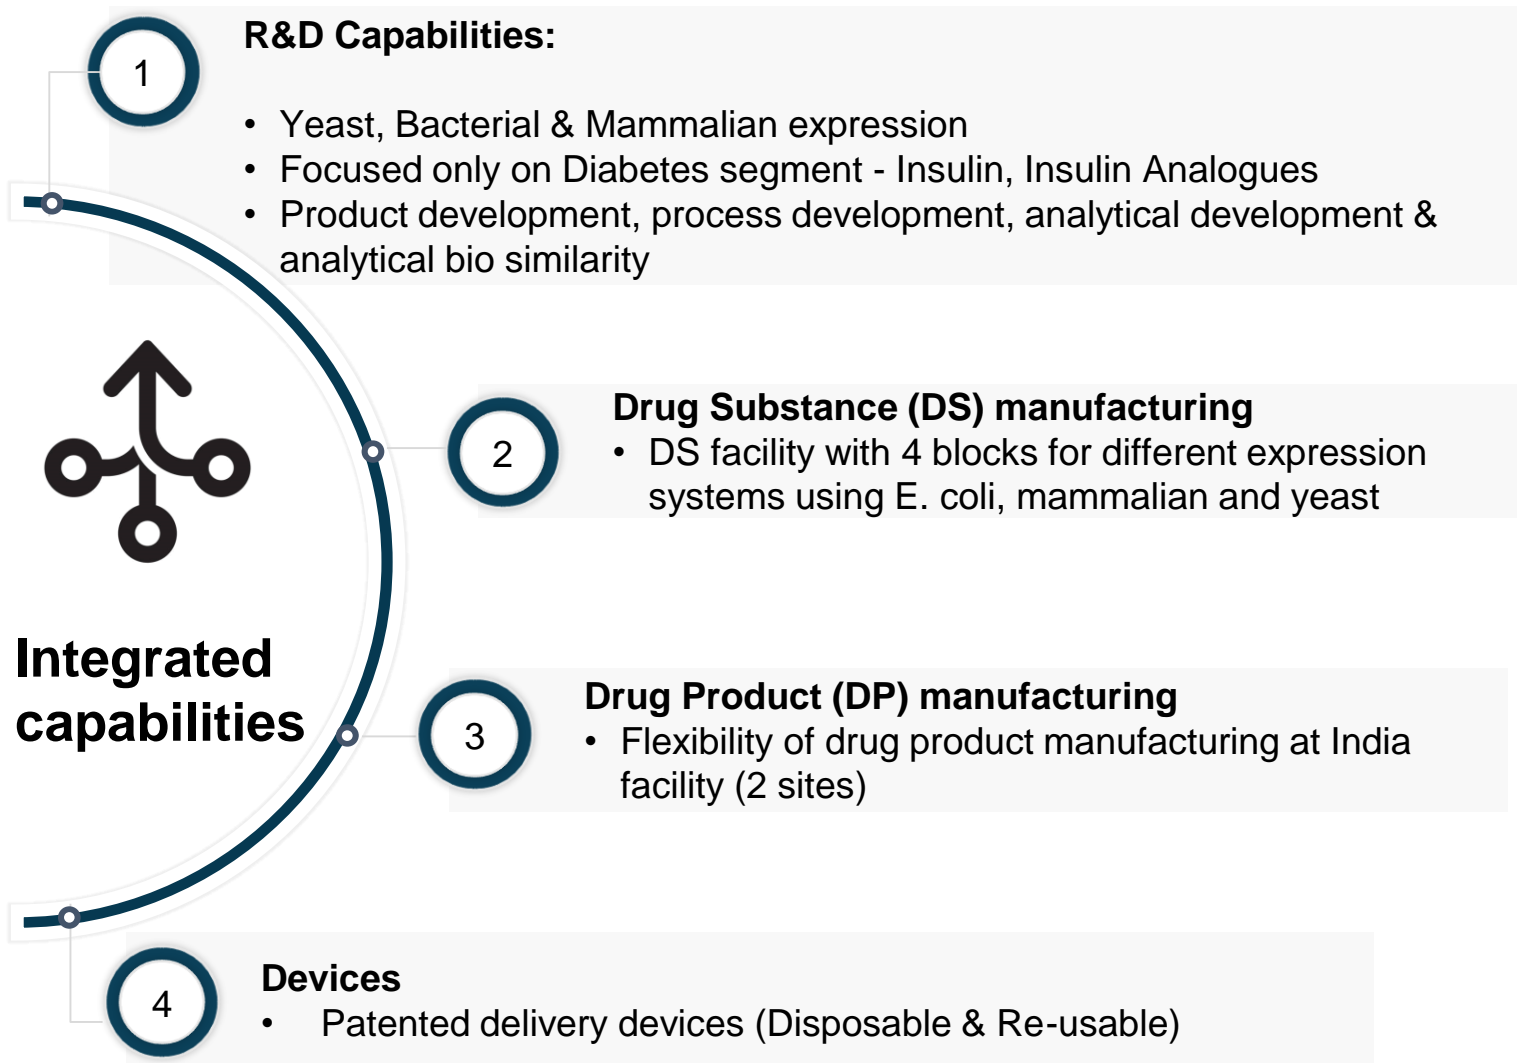 1
R&D Capabilities:
• Yeast, Bacterial & Mammalian expression
• Focused only on Diabetes segment - Insulin, Insulin Analogues
• Product development, process development, analytical development &
analytical bio similarity
Integrated
capabilities
2
Drug Substance (DS) manufacturing
• DS facility with 4 blocks for different expression
systems using E. coli, mammalian and yeast
3
Drug Product (DP) manufacturing
• Flexibility of drug product manufacturing at India
facility (2 sites)
4
Devices
• Patented delivery devices (Disposable & Re-usable)